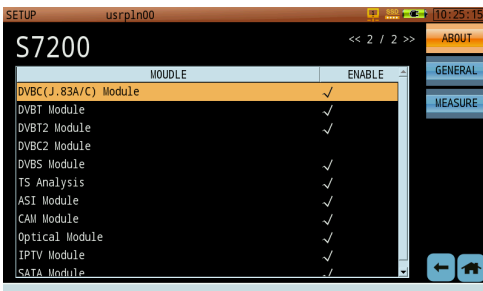 SETUP usrpln00 SSD 10:25:15
S7200 << 2 / 2 >> ABOUT
MOUDLE ENABLE GENERAL
DVBC(J.83A/C) Module √
MEASURE
DVBT Module √
DVBT2 Module √
DVBC2 Module
DVBS Module √
TS Analysis √
ASI Module √
CAM Module √
Optical Module √
IPTV Module √
SATA Module √